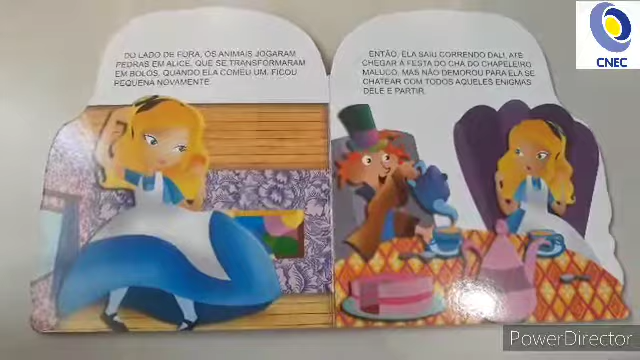 DO LADO DE FORA, OS ANIMAIS JOGARAM
PEDRAS EM ALICE, QUE SE TRANSFORMARAM
EM BOLOS. QUANDO ELA COMEU UM, FICOU
PEQUENA NOVAMENTE.
ENTÃO, ELA SAIU CORRENDO DALI, ATÉ
CHEGAR À FESTA DO CHÁ DO CHAPELEIRO
MALUCO, MAS NÃO DEMOROU PARA ELA SE
CHATEAR COM TODOS AQUELES ENIGMAS
DELE E PARTIR.
CNEC
PowerDirector